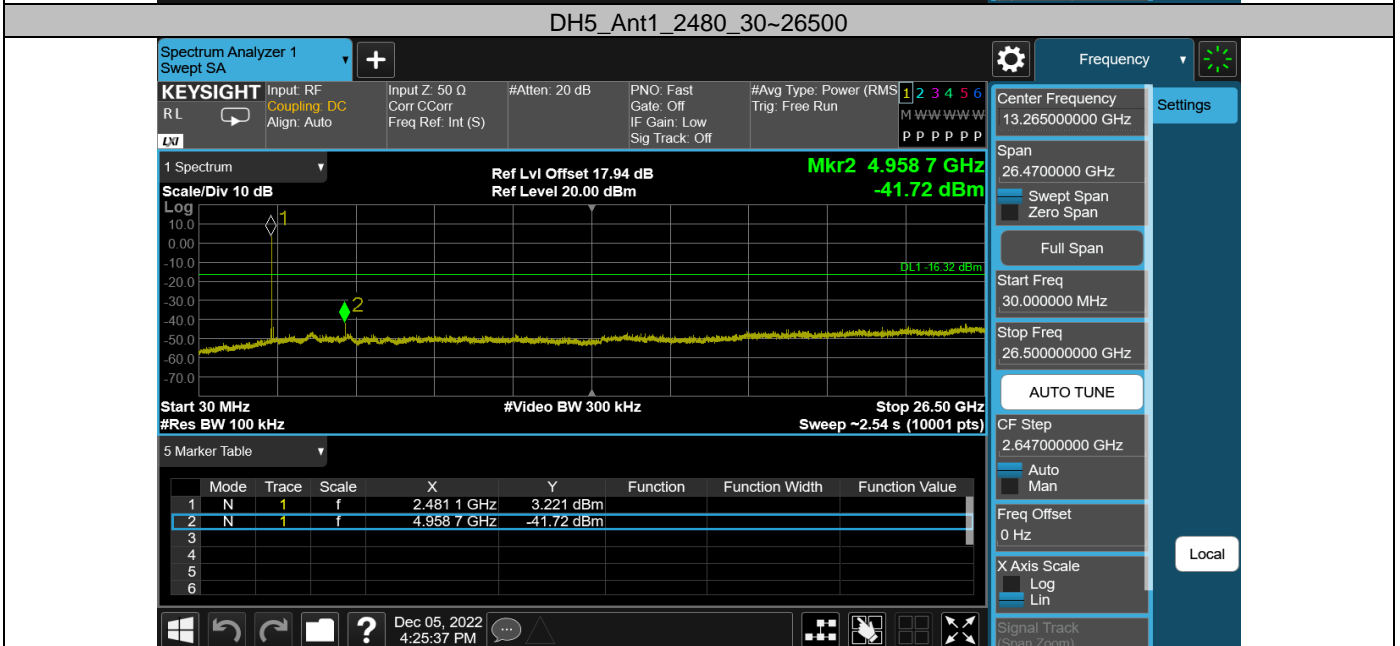 DH5_Ant1_2480_30~26500
Spectrum Analyzer 1
Swept SA
Frequency
KEYSIGHT
RL
LXI
Input: RF
Coupling: DC
Align: Auto
Input Z: 50 Ω
Corr CCorr
Freq Ref: Int (S)
#Atten: 20 dB
PNO: Fast
Gate: Off
IF Gain: Low
Sig Track: Off
#Avg Type: Power (RMS
Trig: Free Run
1 2 3 4 5 6
M W W W W W
P P P P P P
1 Spectrum
Scale/Div 10 dB
Ref Lvl Offset 17.94 dB
Ref Level 20.00 dBm
Mkr2 4.958 7 GHz
-41.72 dBm
Log
10.0
0.00
-10.0
-20.0
-30.0
-40.0
-50.0
-60.0
-70.0
1
2
DL1 -16.32 dBm
Start 30 MHz
#Res BW 100 kHz
#Video BW 300 kHz
Stop 26.50 GHz
Sweep ~2.54 s (10001 pts)
5 Marker Table
Mode Trace Scale X Y Function Function Width Function Value
1 N 1 f 2.481 1 GHz 3.221 dBm
2 N 1 f 4.958 7 GHz -41.72 dBm
3
4
5
6
Dec 05, 2022
4:25:37 PM
Center Frequency
13.265000000 GHz
Settings
Span
26.4700000 GHz
Swept Span
Zero Span
Full Span
Start Freq
30.000000 MHz
Stop Freq
26.500000000 GHz
AUTO TUNE
CF Step
2.647000000 GHz
Auto
Man
Freq Offset
0 Hz
Local
X Axis Scale
Log
Lin
Signal Track
(Span Zoom)